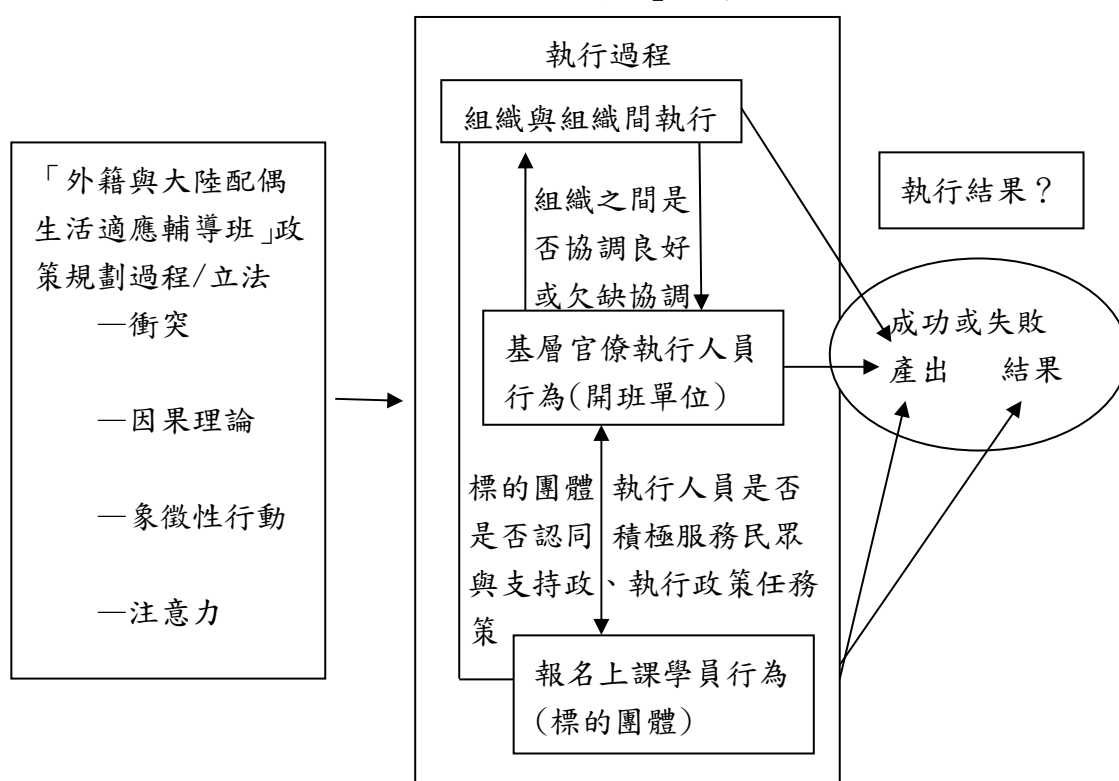 執行過程
組織與組織間執行
「外籍與大陸配偶
生活適應輔導班」政
策規劃過程/立法
—衝突
—因果理論
—象徵性行動
—注意力
組織之間是
否協調良好
或欠缺協調
基層官僚執行人員
行為(開班單位)
標的團體
是否認同
與支持政
策
執行人員是否
積極服務民眾
、執行政策任務
報名上課學員行為
(標的團體)
執行結果？
成功或失敗
產出 結果